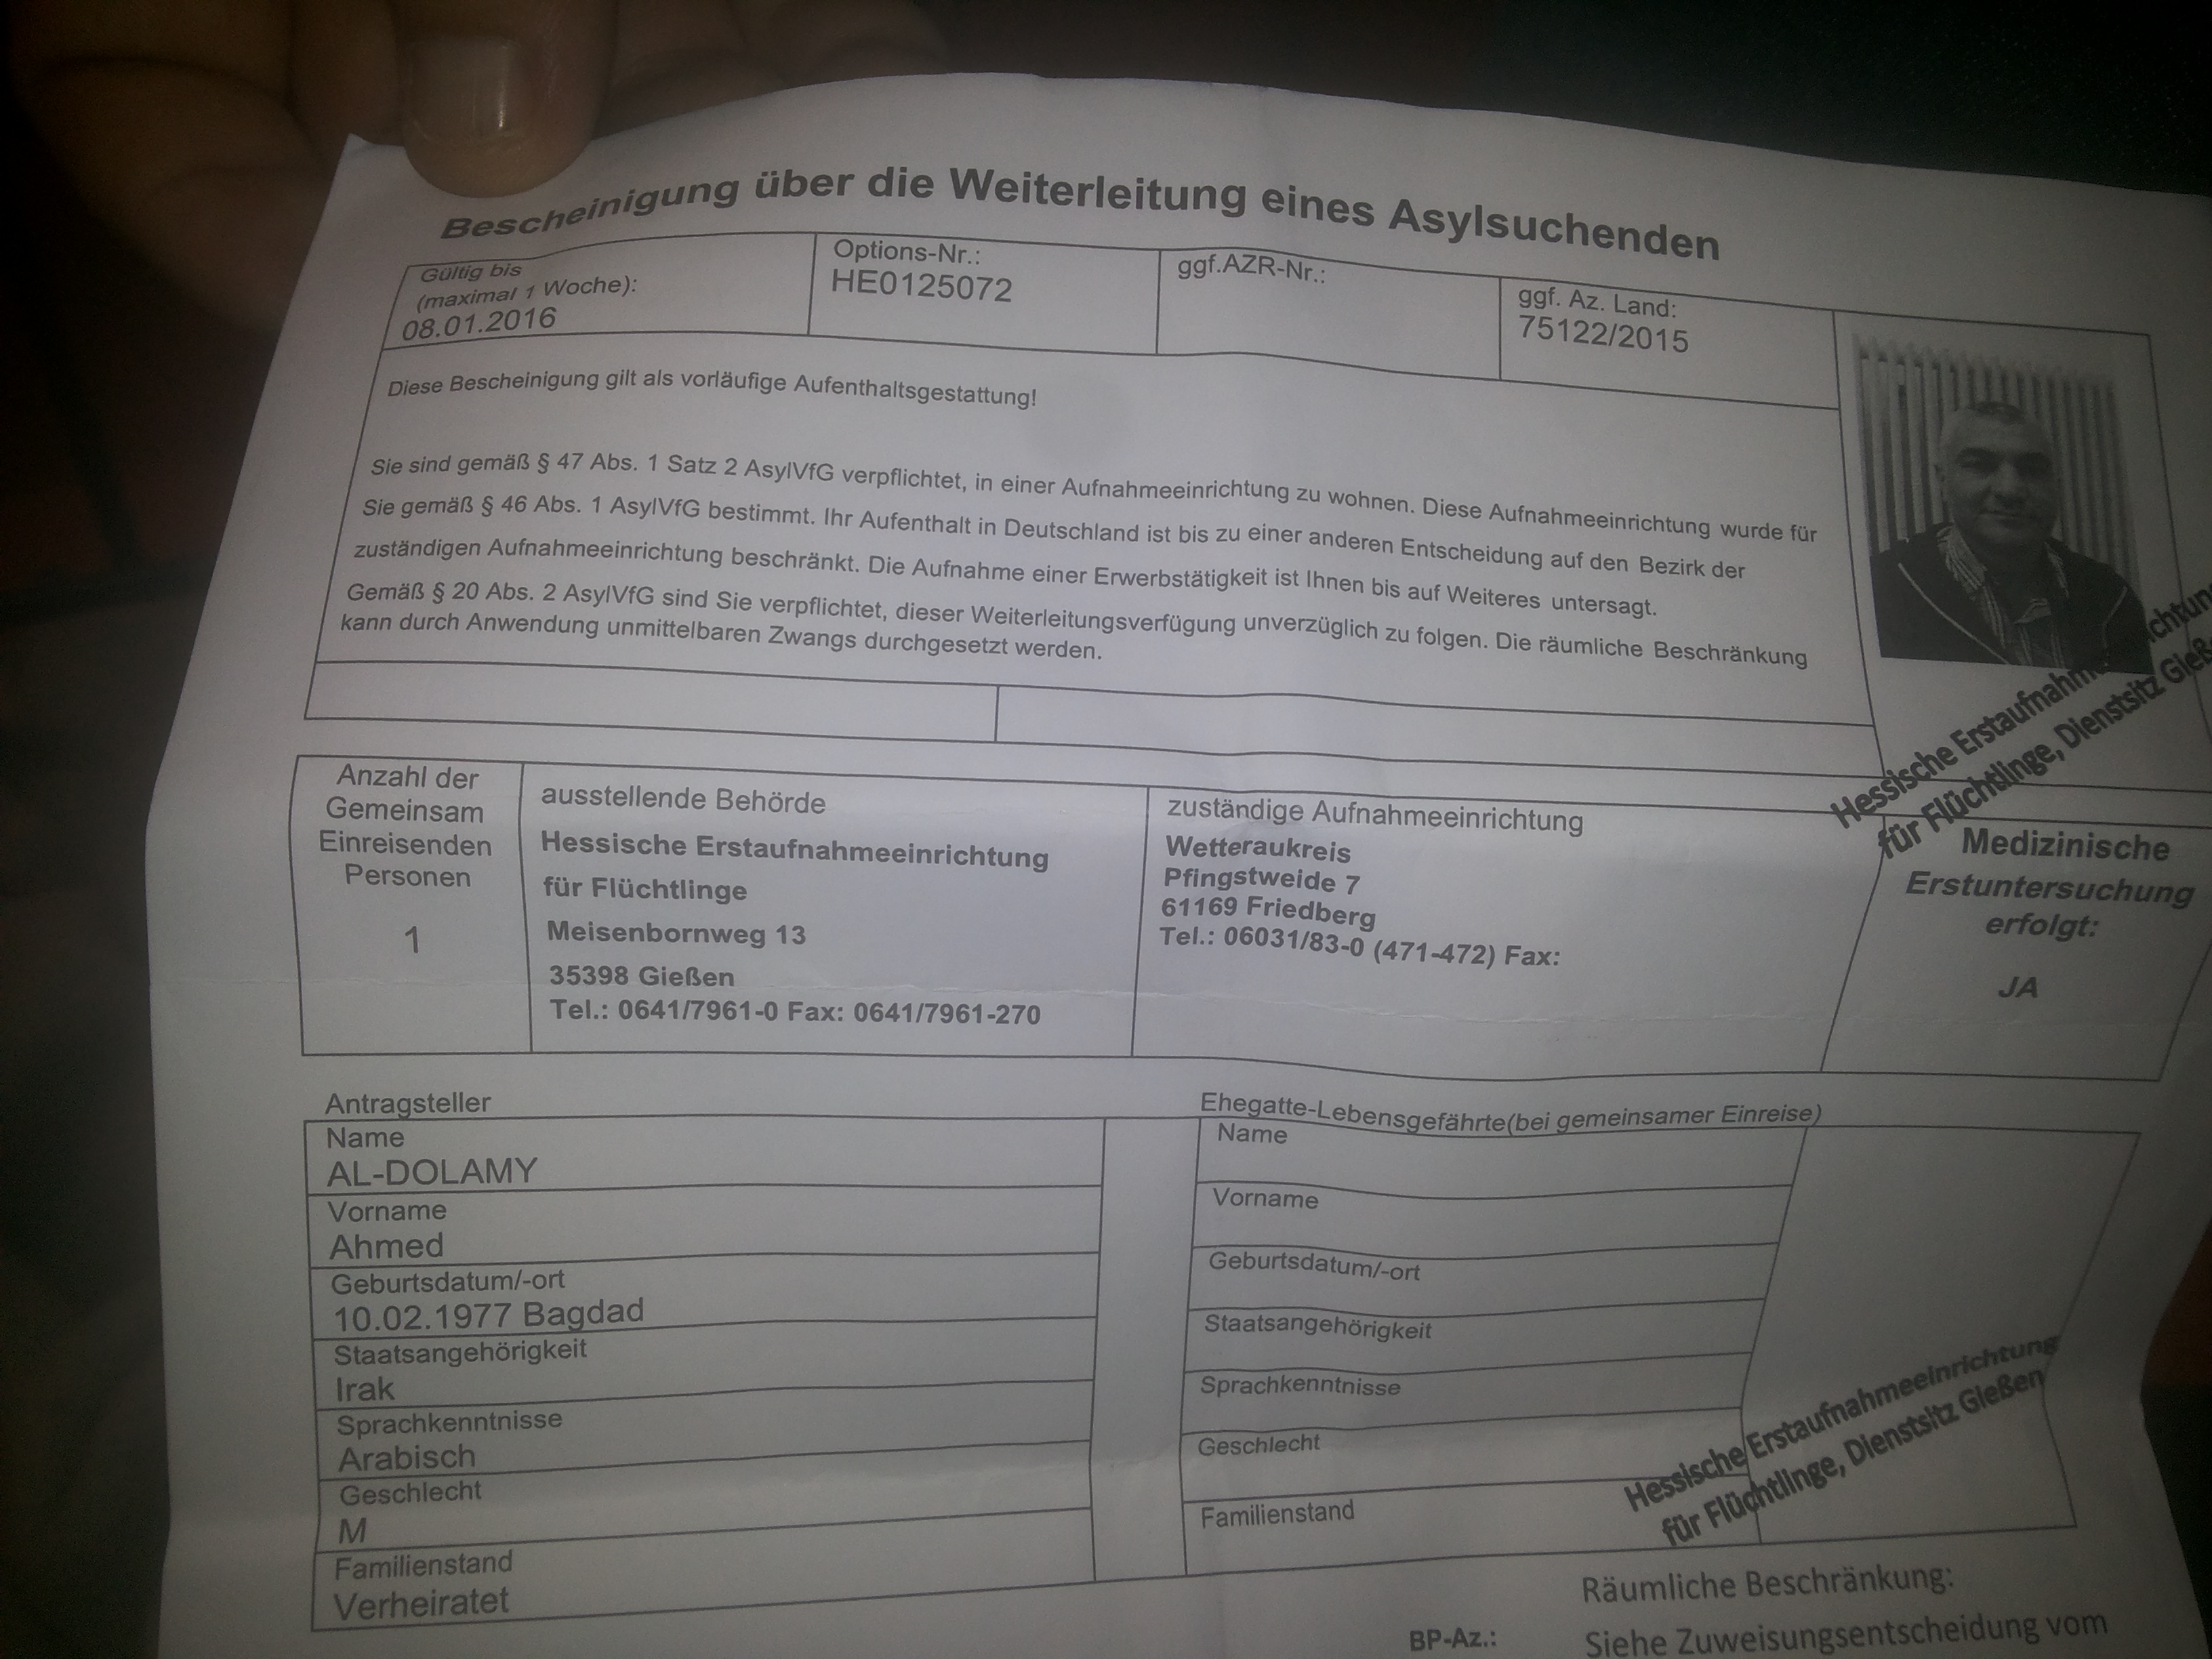 Bescheinigung über die Weiterleitung eines Asylsuchenden
Gültig bis
(maximal 1 Woche):
08.01.2016
Options-Nr.:
HE0125072
ggf.AZR-Nr.:
ggf. Az. Land:
75122/2015
Diese Bescheinigung gilt als vorläufige Aufenthaltsgestattung!
Sie sind gemäß § 47 Abs. 1 Satz 2 AsylVfG verpflichtet, in einer Aufnahmeeinrichtung zu wohnen. Diese Aufnahmeeinrichtung wurde für
Sie gemäß § 46 Abs. 1 AsylVfG bestimmt. Ihr Aufenthalt in Deutschland ist bis zu einer anderen Entscheidung auf den Bezirk der
zuständigen Aufnahmeeinrichtung beschränkt. Die Aufnahme einer Erwerbstätigkeit ist Ihnen bis auf Weiteres untersagt.
Gemäß § 20 Abs. 2 AsylVfG sind Sie verpflichtet, dieser Weiterleitungsverfügung unverzüglich zu folgen. Die räumliche Beschränkung
kann durch Anwendung unmittelbaren Zwangs durchgesetzt werden.
Hessische Erstaufnahm ichtung
für Flüchtlinge, Dienstsitz Gieß
Anzahl der
Gemeinsam
Einreisenden
Personen
1
ausstellende Behörde
Hessische Erstaufnahmeeinrichtung
für Flüchtlinge
Meisenbornweg 13
35398 Gießen
Tel.: 0641/7961-0 Fax: 0641/7961-270
zuständige Aufnahmeeinrichtung
Wetteraukreis
Pfingstweide 7
61169 Friedberg
Tel.: 06031/83-0 (471-472) Fax:
Medizinische
Erstuntersuchung
erfolgt:
JA
Antragsteller
Name
AL-DOLAMY
Vorname
Ahmed
Geburtsdatum/-ort
10.02.1977 Bagdad
Staatsangehörigkeit
Irak
Sprachkenntnisse
Arabisch
Geschlecht
M
Familienstand
Verheiratet
Ehegatte-Lebensgefährte(bei gemeinsamer Einreise)
Name
Vorname
Geburtsdatum/-ort
Staatsangehörigkeit
Sprachkenntnisse
Geschlecht
Familienstand
Hessische Erstaufnahmeeinrichtung
für Flüchtlinge, Dienstsitz Gießen
Räumliche Beschränkung:
BP-Az.:
Siehe Zuweisungsentscheidung vom